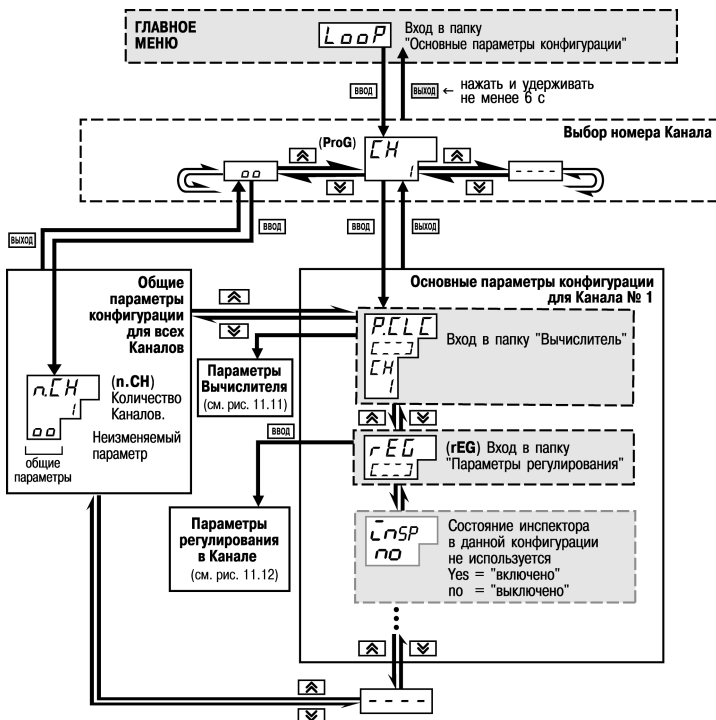 ГЛАВНОЕ
МЕНЮ
LooP
Вход в папку
"Основные параметры конфигурации"
ввод
выход
← нажать и удерживать
не менее 6 с
Выбор номера Канала
(ProG)
CH
1
oo
- - - -
выход
ввод
ввод
выход
Общие
параметры
конфигурации
для всех
Каналов
n.CH
1
oo
(n.CH)
Количество
Каналов.
Неизменяемый
параметр
общие
параметры
Основные параметры конфигурации
для Канала № 1
P.CLC
[---]
CH
1
Вход в папку "Вычислитель"
Параметры
Вычислителя
(см. рис. 11.11)
ввод
rEG
[---]
(rEG) Вход в папку
"Параметры регулирования"
Параметры
регулирования
в Канале
(см. рис. 11.12)
inSP
no
Состояние инспектора
в данной конфигурации
не используется
Yes = "включено"
no = "выключено"
- - - -